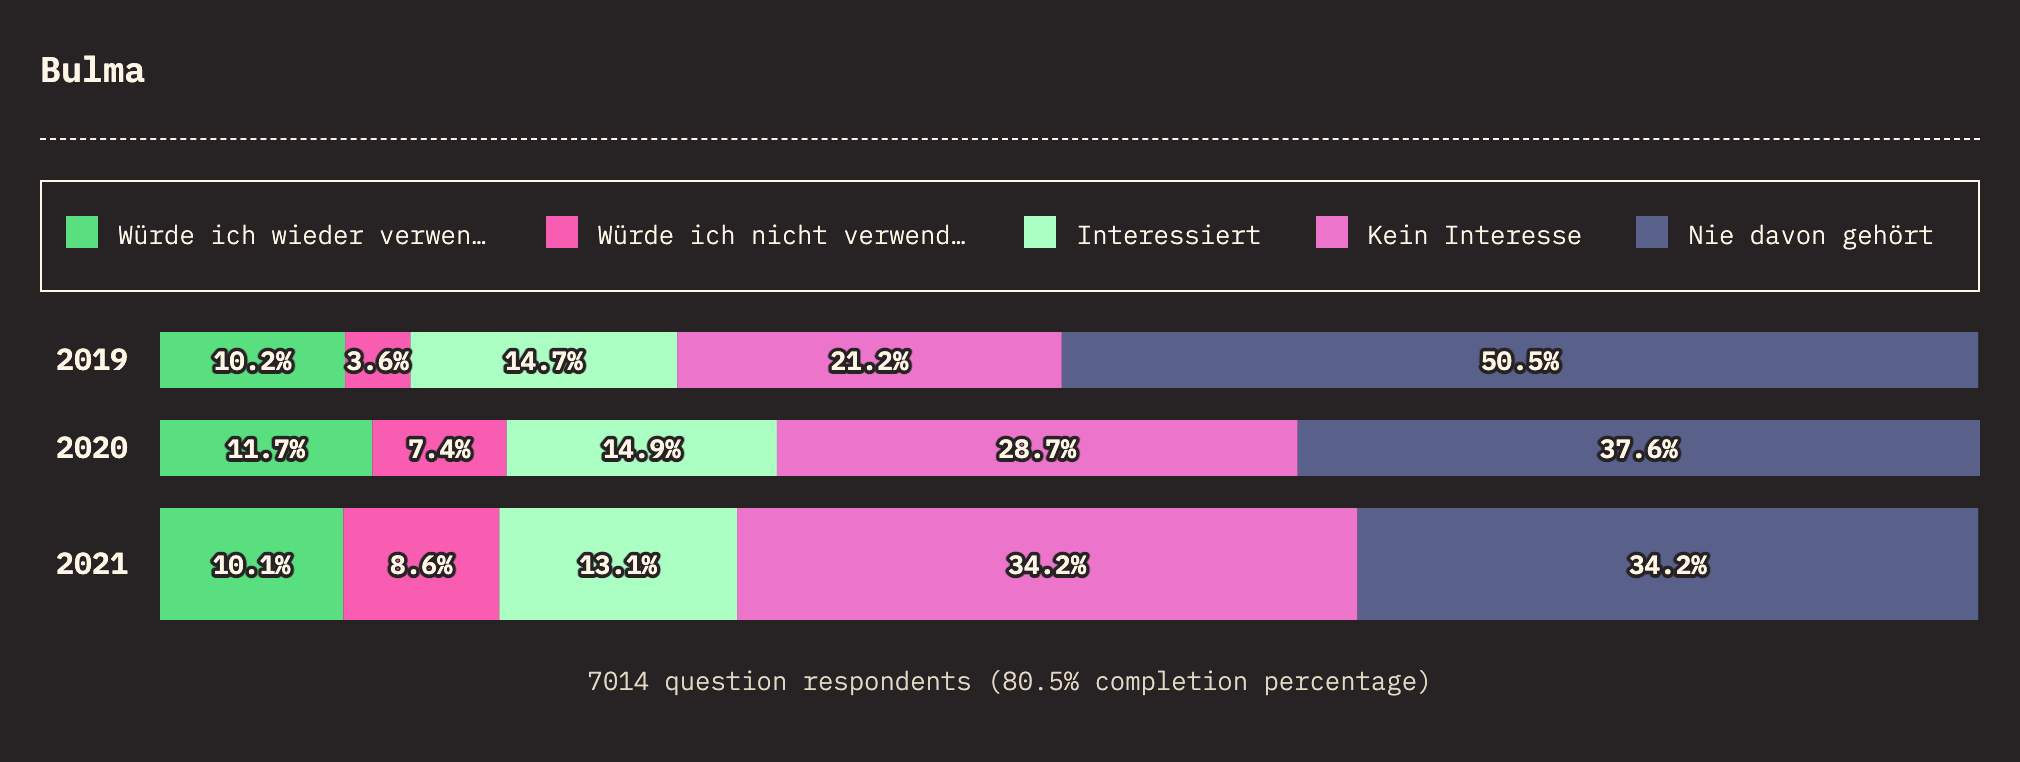 Bulma
Würde ich wieder verwen… Würde ich nicht verwend… Interessiert Kein Interesse Nie davon gehört
2019 10.2% 3.6% 14.7% 21.2% 50.5%
2020 11.7% 7.4% 14.9% 28.7% 37.6%
2021 10.1% 8.6% 13.1% 34.2% 34.2%
7014 question respondents (80.5% completion percentage)